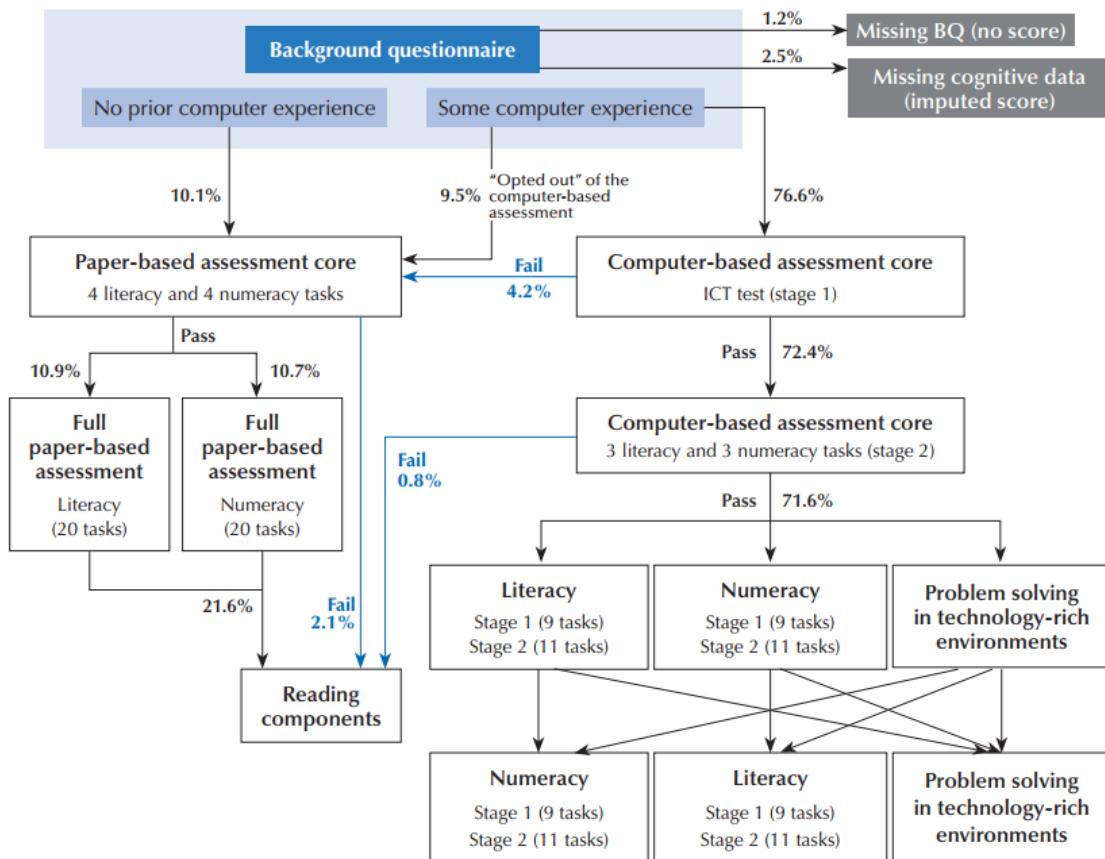 1.2%
Missing BQ (no score)
Background questionnaire
2.5%
Missing cognitive data
(imputed score)
No prior computer experience
Some computer experience
10.1%
9.5%
"Opted out" of the
computer-based
assessment
76.6%
Paper-based assessment core
4 literacy and 4 numeracy tasks
Fail
4.2%
Computer-based assessment core
ICT test (stage 1)
Pass
10.9%
10.7%
Pass
72.4%
Full
paper-based
assessment
Literacy
(20 tasks)
Full
paper-based
assessment
Numeracy
(20 tasks)
Computer-based assessment core
3 literacy and 3 numeracy tasks (stage 2)
Fail
0.8%
Pass
71.6%
21.6%
Fail
2.1%
Reading
components
Literacy
Stage 1 (9 tasks)
Stage 2 (11 tasks)
Numeracy
Stage 1 (9 tasks)
Stage 2 (11 tasks)
Problem solving
in technology-rich
environments
Numeracy
Stage 1 (9 tasks)
Stage 2 (11 tasks)
Literacy
Stage 1 (9 tasks)
Stage 2 (11 tasks)
Problem solving
in technology-rich
environments